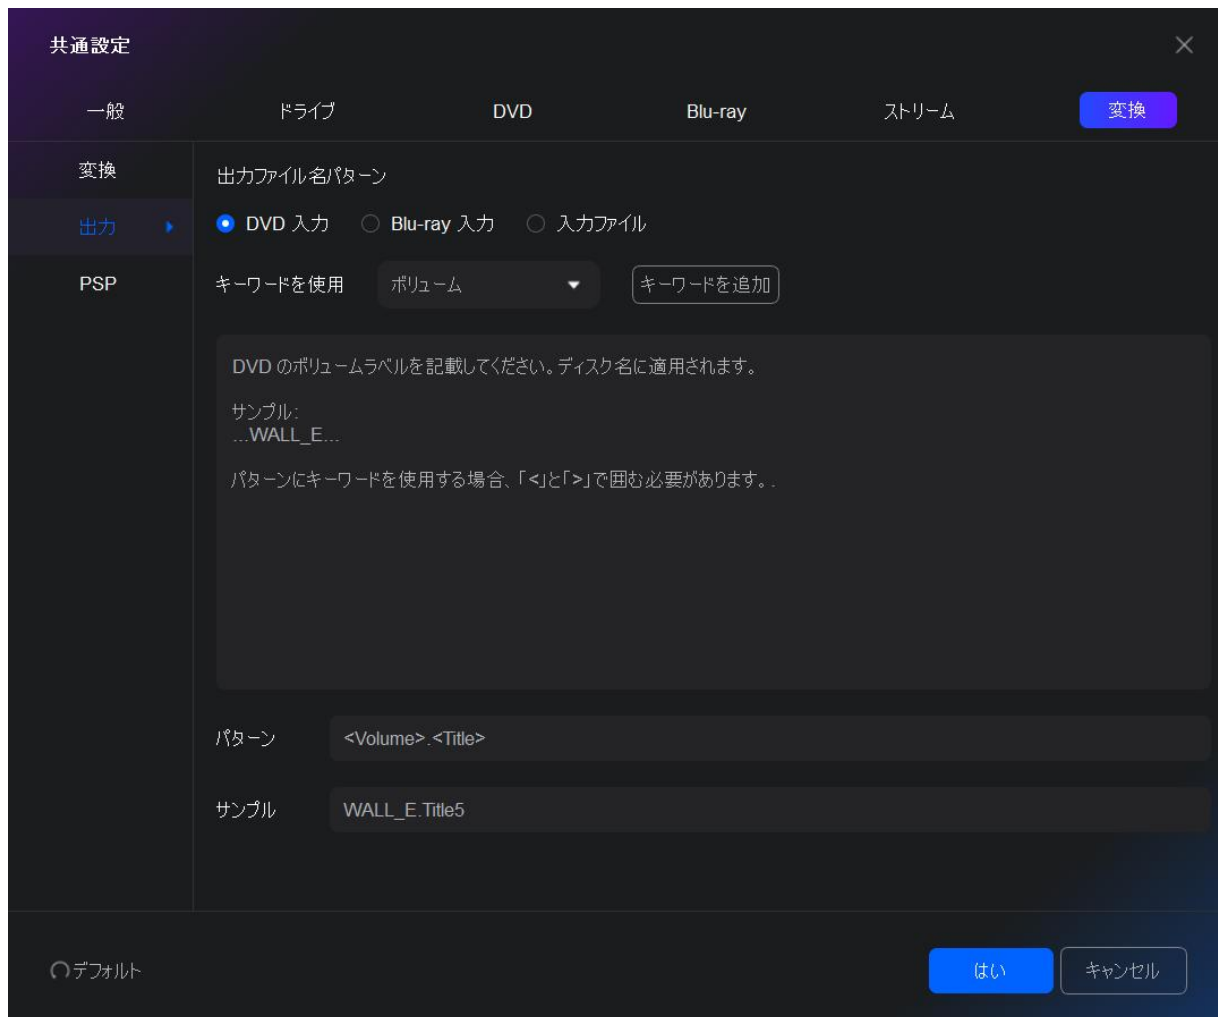 共通設定
一般 ドライブ DVD Blu-ray ストリーム 変換
変換
出力
PSP
出力ファイル名パターン
DVD 入力 Blu-ray 入力 入力ファイル
キーワードを使用 ボリューム キーワードを追加
DVD のボリュームラベルを記載してください。ディスク名に適用されます。
サンプル:
...WALL_E...
パターンにキーワードを使用する場合、「<」と「>」で囲む必要があります。.
パターン <Volume>.<Title>
サンプル WALL_E.Title5
デフォルト はい キャンセル